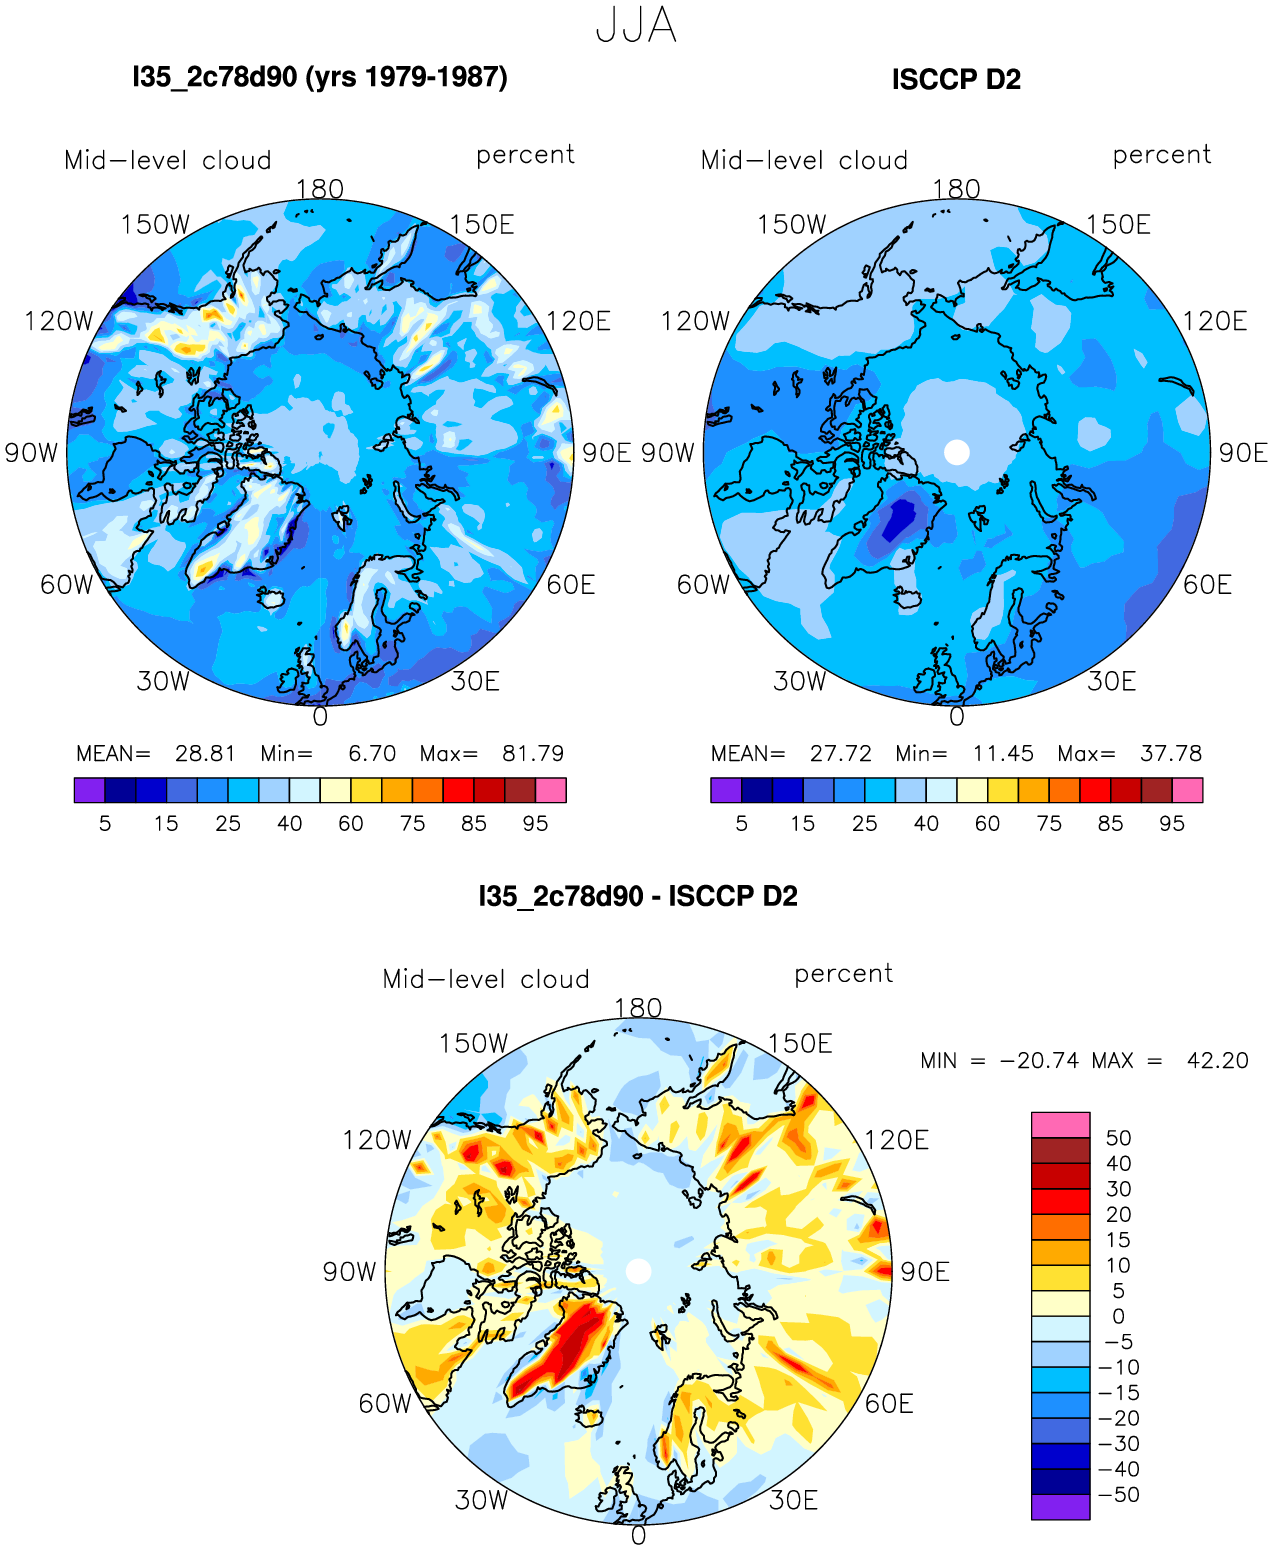 JJA
I35_2c78d90 (yrs 1979-1987)
ISCCP D2
Mid-level cloud percent
Mid-level cloud percent
180
180
150W 150E
150W 150E
120W 120E
120W 120E
90W 90E
90W 90E
60W 60E
60W 60E
30W 30E
30W 30E
0
0
MEAN= 28.81 Min= 6.70 Max= 81.79
MEAN= 27.72 Min= 11.45 Max= 37.78
5 15 25 40 60 75 85 95
5 15 25 40 60 75 85 95
I35_2c78d90 - ISCCP D2
Mid-level cloud percent
180
150W 150E
MIN = -20.74 MAX = 42.20
120W 120E
90W 90E
60W 60E
30W 30E
0
50
40
30
20
15
10
5
0
-5
-10
-15
-20
-30
-40
-50